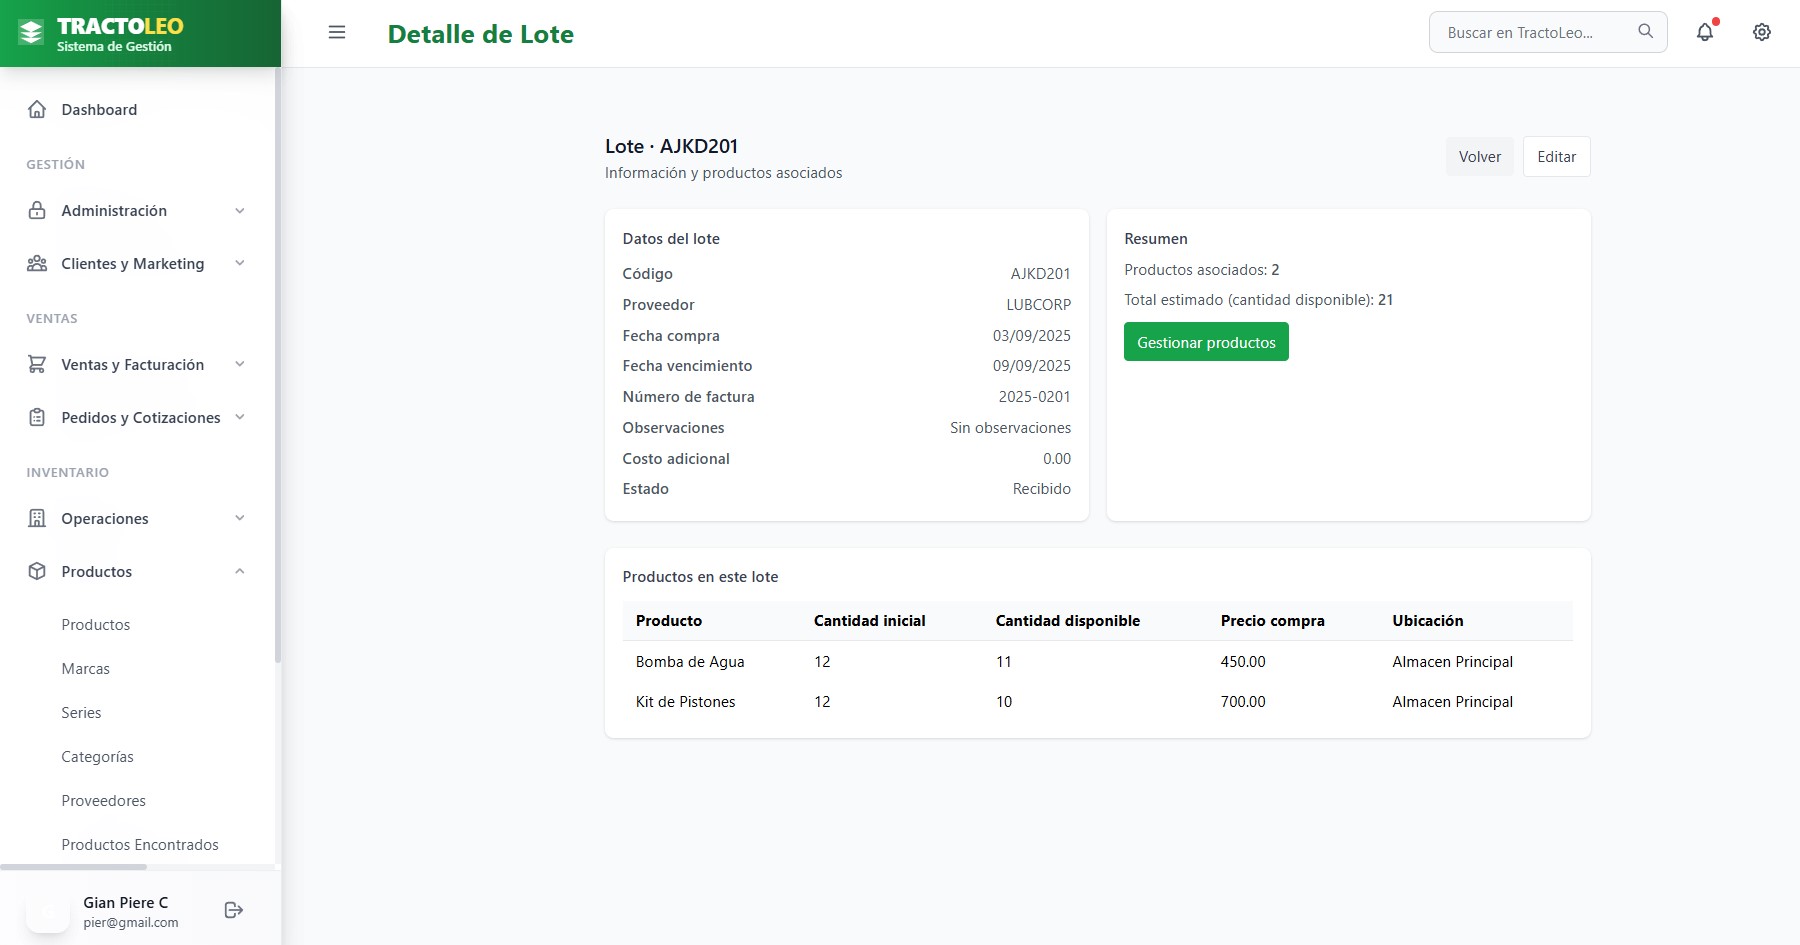 TRACTOLEO
Sistema de Gestión
Detalle de Lote
Buscar en TractoLeo...
Dashboard
GESTIÓN
Administración
Clientes y Marketing
VENTAS
Ventas y Facturación
Pedidos y Cotizaciones
INVENTARIO
Operaciones
Productos
Productos
Marcas
Series
Categorías
Proveedores
Productos Encontrados
Gian Piere C
pier@gmail.com
Lote · AJKD201
Información y productos asociados
Volver
Editar
Datos del lote
Código AJKD201
Proveedor LUBCORP
Fecha compra 03/09/2025
Fecha vencimiento 09/09/2025
Número de factura 2025-0201
Observaciones Sin observaciones
Costo adicional 0.00
Estado Recibido
Resumen
Productos asociados: 2
Total estimado (cantidad disponible): 21
Gestionar productos
Productos en este lote
Producto Cantidad inicial Cantidad disponible Precio compra Ubicación
Bomba de Agua 12 11 450.00 Almacen Principal
Kit de Pistones 12 10 700.00 Almacen Principal